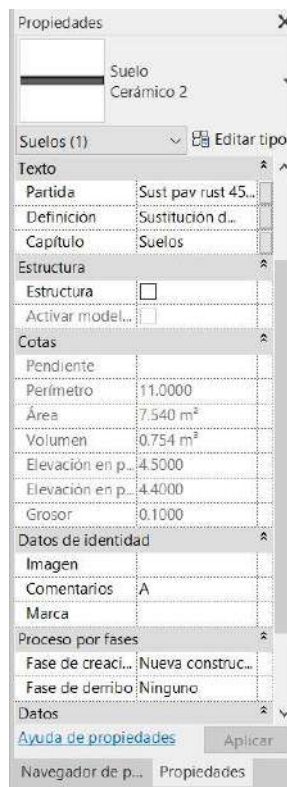 Propiedades
Suelo
Cerámico 2
Suelos (1) Editar tipo
Texto
Partida Sust pav rust 45...
Definición Sustitución d...
Capítulo Suelos
Estructura
Estructura
Activar model...
Cotas
Pendiente
Perímetro 11.0000
Área 7.540 m²
Volumen 0.754 m³
Elevación en p... 4.5000
Elevación en p... 4.4000
Grosor 0.1000
Datos de identidad
Imagen
Comentarios A
Marca
Proceso por fases
Fase de creaci... Nueva construc...
Fase de derribo Ninguno
Datos
Ayuda de propiedades Aplicar
Navegador de p... Propiedades